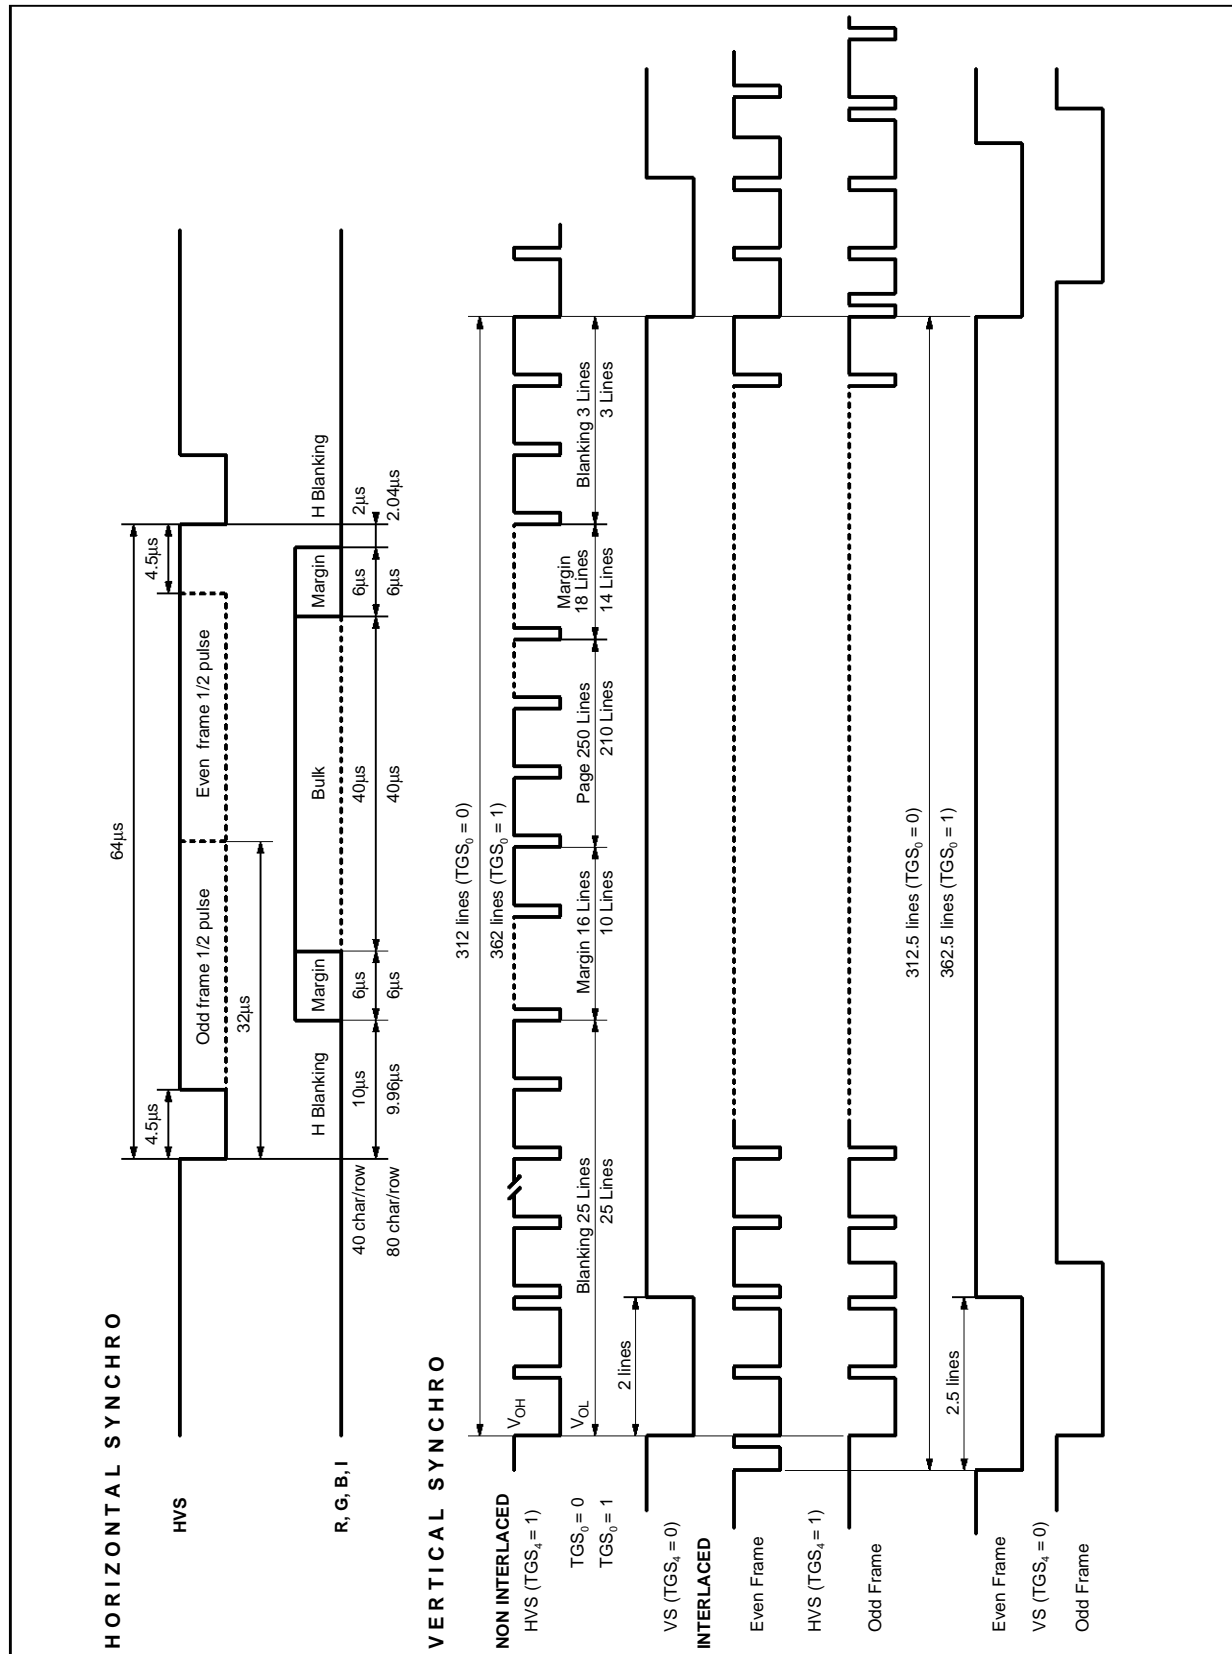 HORIZONTAL SYNCHRO
64µs
4.5µs
4.5µs
HVS
Odd frame 1/2 pulse
Even frame 1/2 pulse
32µs
R, G, B, I
H Blanking
Margin
Bulk
Margin
H Blanking
40 char/row
10µs
6µs
40µs
6µs
2µs
80 char/row
9.96µs
6µs
40µs
6µs
2.04µs
VERTICAL SYNCHRO
312 lines (TGS0 = 0)
362 lines (TGS0 = 1)
NON INTERLACED
HVS (TGS4 = 1)
VOH
VOL
TGS0 = 0
Blanking 25 Lines
Margin 16 Lines
Page 250 Lines
Margin
18 Lines
Blanking 3 Lines
TGS0 = 1
25 Lines
10 Lines
210 Lines
14 Lines
3 Lines
2 lines
VS (TGS4 = 0)
INTERLACED
Even Frame
HVS (TGS4 = 1)
Odd Frame
312.5 lines (TGS0 = 0)
362.5 lines (TGS0 = 1)
2.5 lines
Even Frame
VS (TGS4 = 0)
Odd Frame